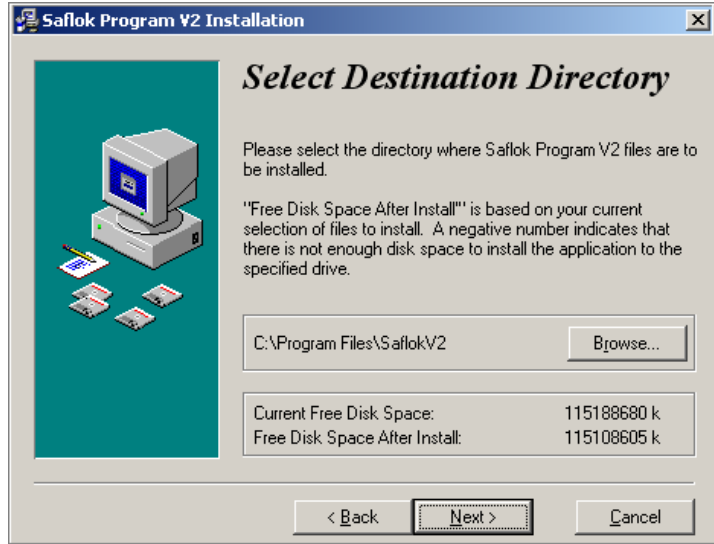 Saflok Program V2 Installation
Select Destination Directory
Please select the directory where Saflok Program V2 files are to
be installed.
"Free Disk Space After Install"' is based on your current
selection of files to install.  A negative number indicates that
there is not enough disk space to install the application to the
specified drive.
C:\Program Files\SaflokV2
Browse...
Current Free Disk Space: 115188680 k
Free Disk Space After Install: 115108605 k
< Back
Next >
Cancel